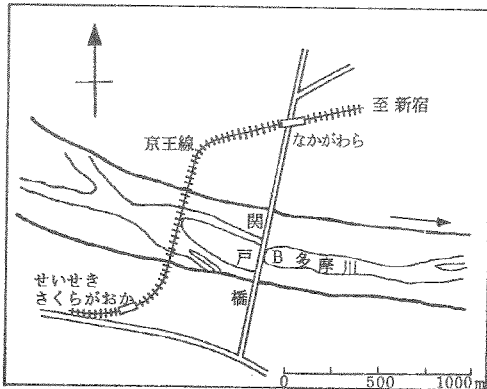 至 新宿
京王線
なかがわら
関戸橋
B
多摩川
せいせき
さくらがおか
0 500 1000m